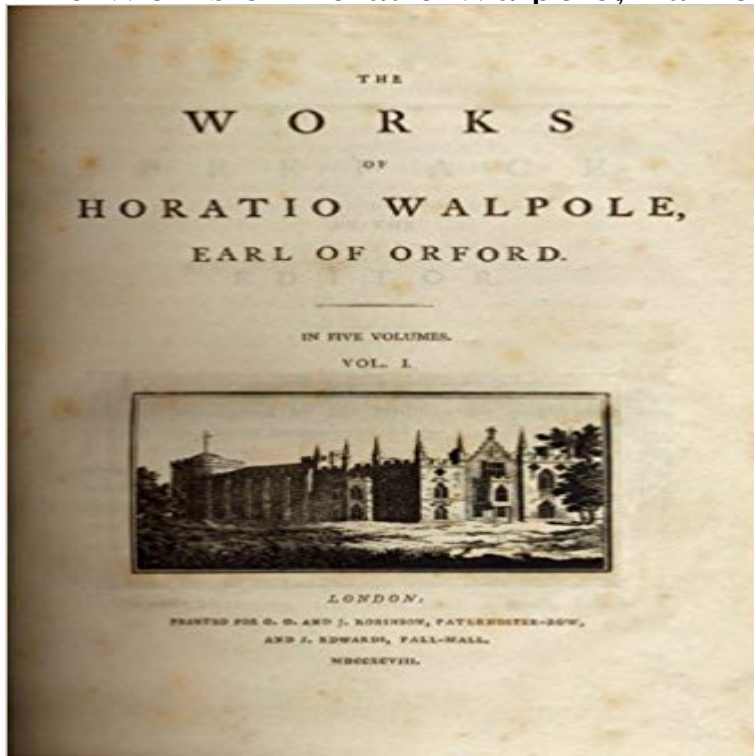 THE
WORKS
OF
HORATIO WALPOLE,
EARL OF ORFORD.
IN FIVE VOLUMES.
VOL. I.
LONDON:
PRINTED FOR G. G. AND J. ROBINSON, PATERNOSTER-ROW,
AND J. EDWARDS, PALL-MALL.
MDCCXCVIII.